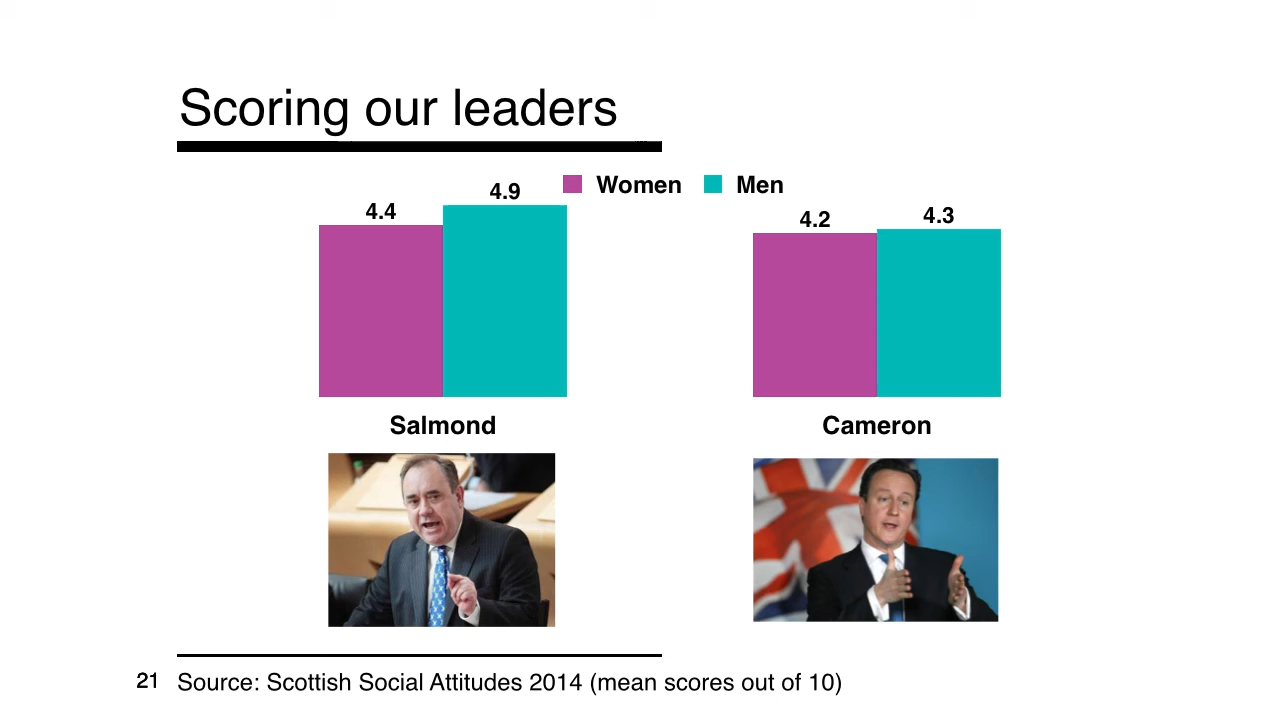 Scoring our leaders
Women Men
4.4 4.9
4.2 4.3
Salmond Cameron
21 Source: Scottish Social Attitudes 2014 (mean scores out of 10)